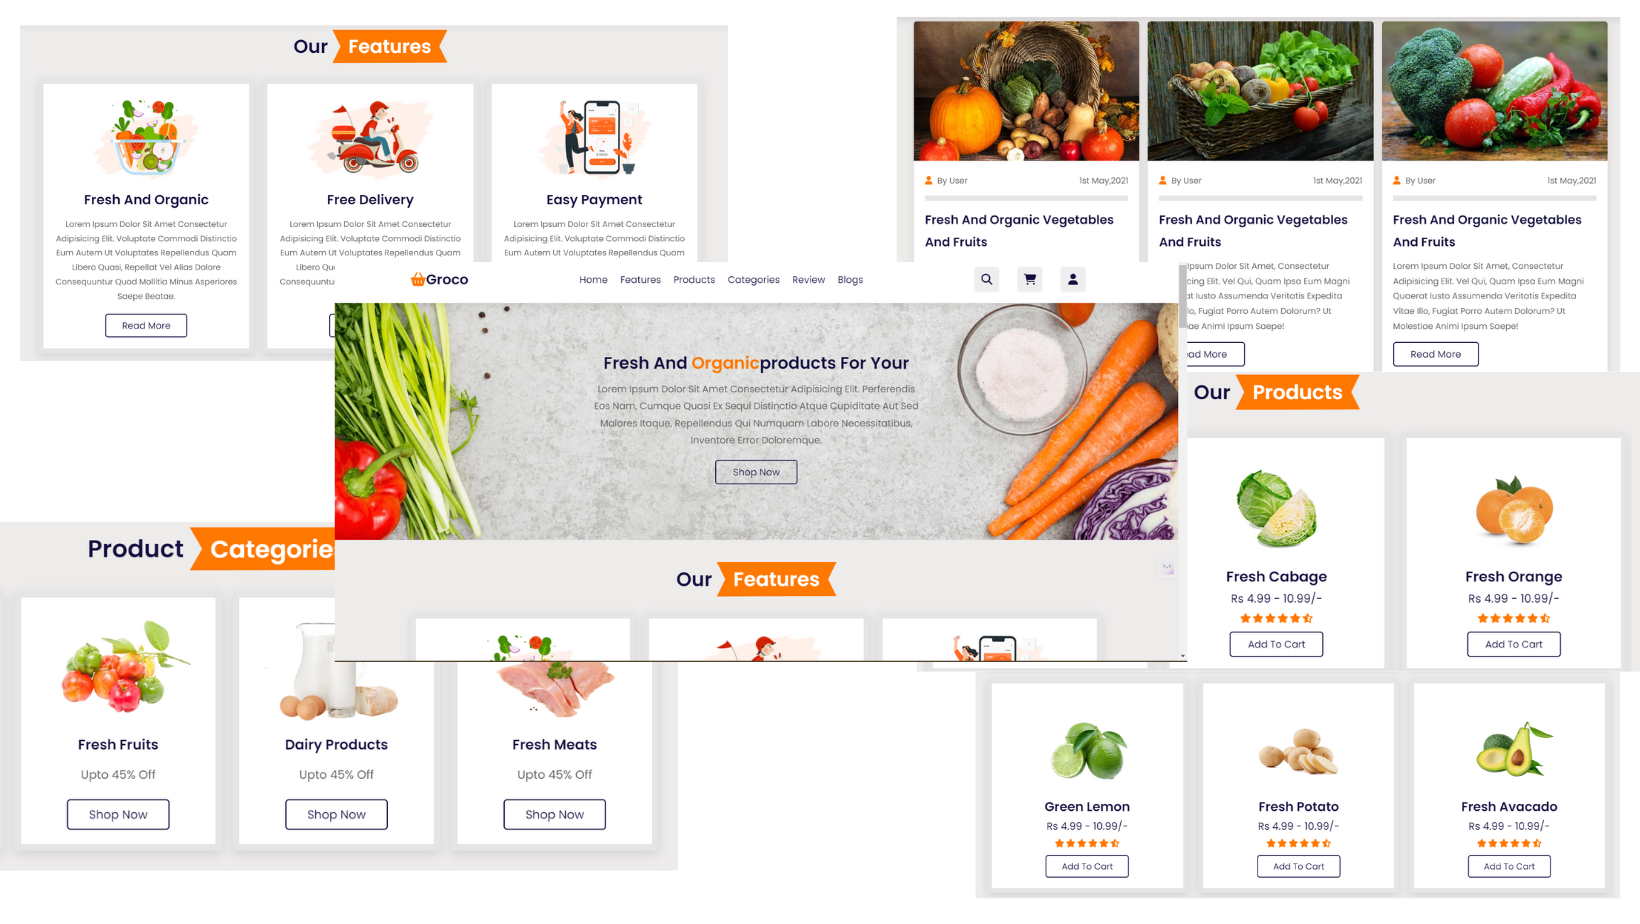 Our Features
Fresh And Organic
Lorem Ipsum Dolor Sit Amet Consectetur
Adipisicing Elit. Voluptate Commodi Distinctio
Eum Autem Ut Voluptates Repellendus Quam
Libero Quasi, Repellat Vel Alias Dolore
Consequuntur Quod Mollitia Minus Asperiores
Saepe Beatae.
Read More
Free Delivery
Lorem Ipsum Dolor Sit Amet Consectetur
Adipisicing Elit. Voluptate Commodi Distinctio
Eum Autem Ut Voluptates Repellendus Quam
Libero Qu
Consequuntu
Easy Payment
Lorem Ipsum Dolor Sit Amet Consectetur
Adipisicing Elit. Voluptate Commodi Distinctio
Eum Autem Ut Voluptates Repellendus Quam
By User 1st May,2021
Fresh And Organic Vegetables
And Fruits
By User 1st May,2021
Fresh And Organic Vegetables
And Fruits
Ipsum Dolor Sit Amet, Consectetur
cing Elit. Vel Qui, Quam Ipsa Eum Magni
at Iusto Assumenda Veritatis Expedita
llo, Fugiat Porro Autem Dolorum? Ut
iae Animi Ipsum Saepe!
ad More
By User 1st May,2021
Fresh And Organic Vegetables
And Fruits
Lorem Ipsum Dolor Sit Amet, Consectetur
Adipisicing Elit. Vel Qui, Quam Ipsa Eum Magni
Quaerat Iusto Assumenda Veritatis Expedita
Vitae Illo, Fugiat Porro Autem Dolorum? Ut
Molestiae Animi Ipsum Saepe!
Read More
Groco
Home Features Products Categories Review Blogs
Fresh And Organicproducts For Your
Lorem Ipsum Dolor Sit Amet Consectetur Adipisicing Elit. Perferendis
Eos Nam, Cumque Quasi Ex Sequi Distinctio Atque Cupiditate Aut Sed
Maiores Itaque, Repellendus Qui Numquam Labore Necessitatibus,
Inventore Error Doloremque.
Shop Now
Our Features
Our Products
Fresh Cabage
Rs 4.99 - 10.99/-
Add To Cart
Fresh Orange
Rs 4.99 - 10.99/-
Add To Cart
Product Categorie
Fresh Fruits
Upto 45% Off
Shop Now
Dairy Products
Upto 45% Off
Shop Now
Fresh Meats
Upto 45% Off
Shop Now
Green Lemon
Rs 4.99 - 10.99/-
Add To Cart
Fresh Potato
Rs 4.99 - 10.99/-
Add To Cart
Fresh Avacado
Rs 4.99 - 10.99/-
Add To Cart